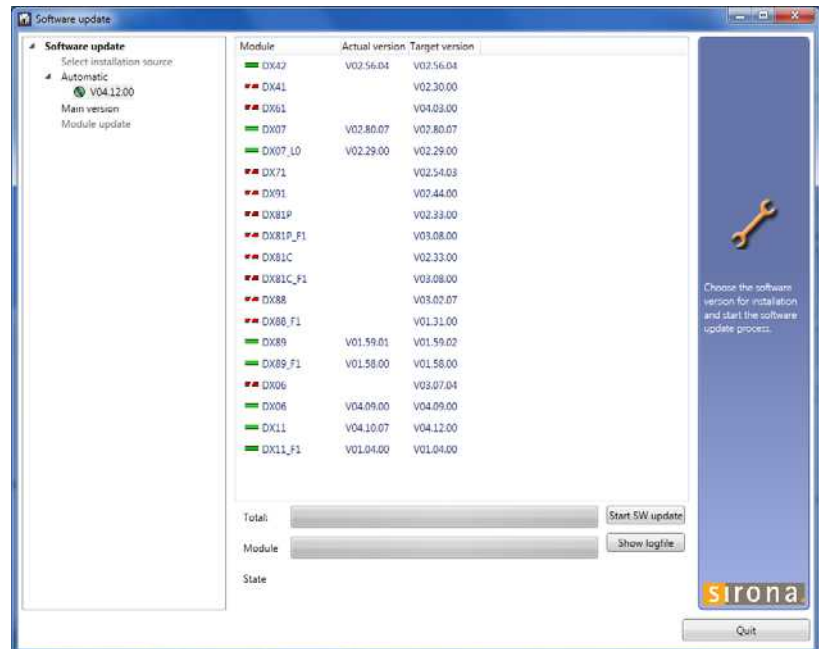 Software update
Software update
Select installation source
Automatic
V04.12.00
Main version
Module update
Module Actual version Target version
DX42 V02.56.04 V02.56.04
DX41 V02.30.00
DX61 V04.03.00
DX07 V02.80.07 V02.80.07
DX07_L0 V02.29.00 V02.29.00
DX71 V02.54.03
DX91 V02.44.00
DX81P V02.33.00
DX81P_F1 V03.08.00
DX81C V02.33.00
DX81C_F1 V03.08.00
DX88 V03.02.07
DX88_F1 V01.31.00
DX89 V01.59.01 V01.59.02
DX89_F1 V01.58.00 V01.58.00
DX06 V03.07.04
DX06 V04.09.00 V04.09.00
DX11 V04.10.07 V04.12.00
DX11_F1 V01.04.00 V01.04.00
Total:
Start SW update
Module
Show logfile
State
Choose the software
version for installation
and start the software
update process.
sirona.
Quit